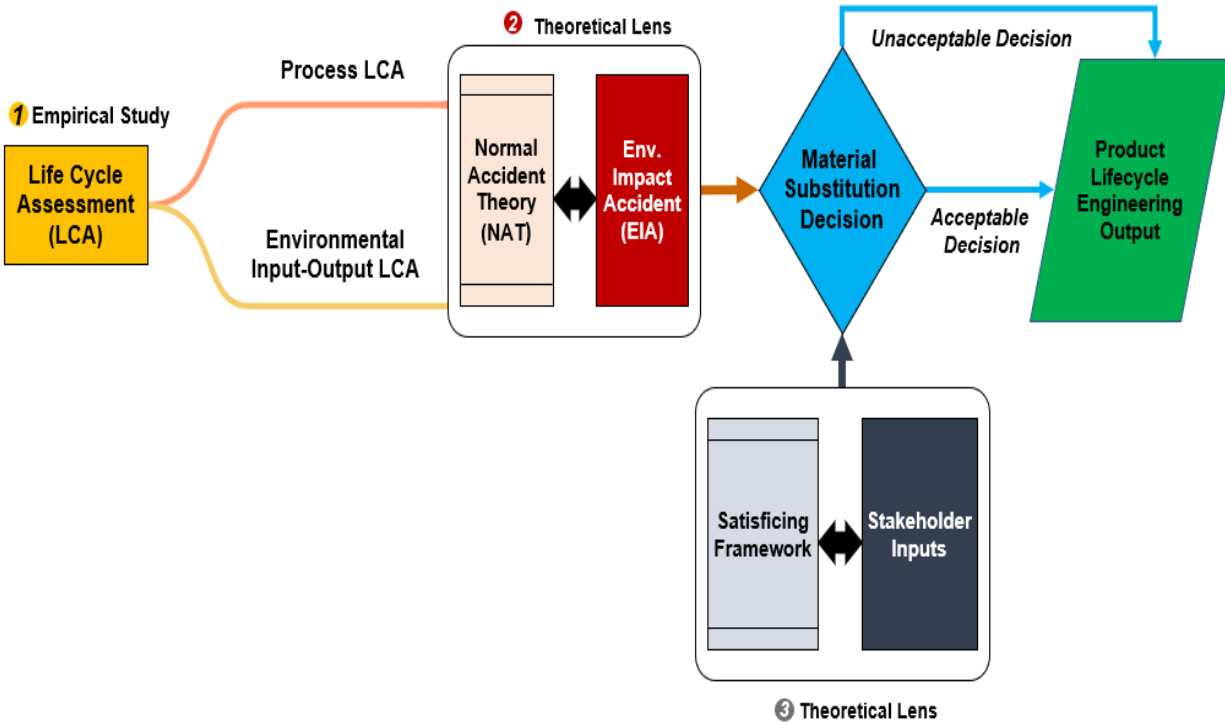 2 Theoretical Lens
Unacceptable Decision
Process LCA
1 Empirical Study
Life Cycle
Assessment
(LCA)
Normal
Accident
Theory
(NAT)
Env.
Impact
Accident
(EIA)
Material
Substitution
Decision
Product
Lifecycle
Engineering
Output
Acceptable
Decision
Environmental
Input-Output LCA
Satisficing
Framework
Stakeholder
Inputs
3 Theoretical Lens